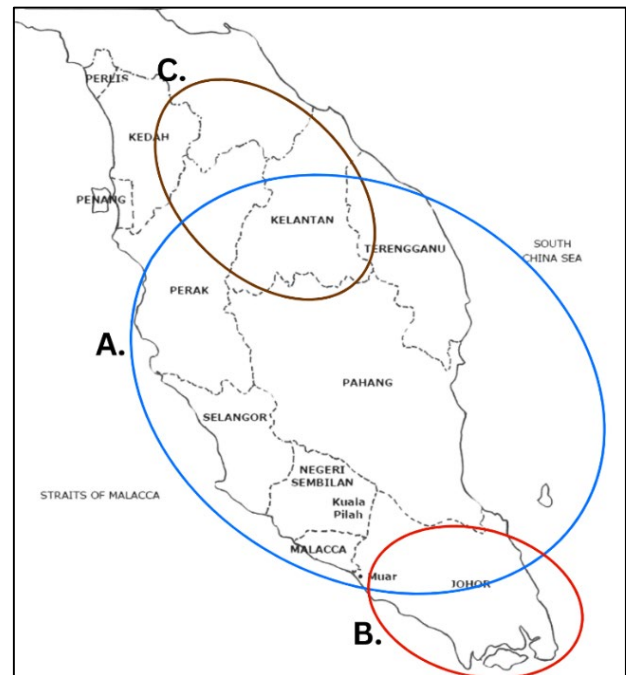 C.
PERLIS
KEDAH
PENANG
KELANTAN
TERENGGANU
SOUTH
CHINA SEA
PERAK
A.
PAHANG
SELANGOR
NEGERI
SEMBILAN
STRAITS OF MALACCA
Kuala
Pilah
MALACCA
Muar
JOHOR
B.